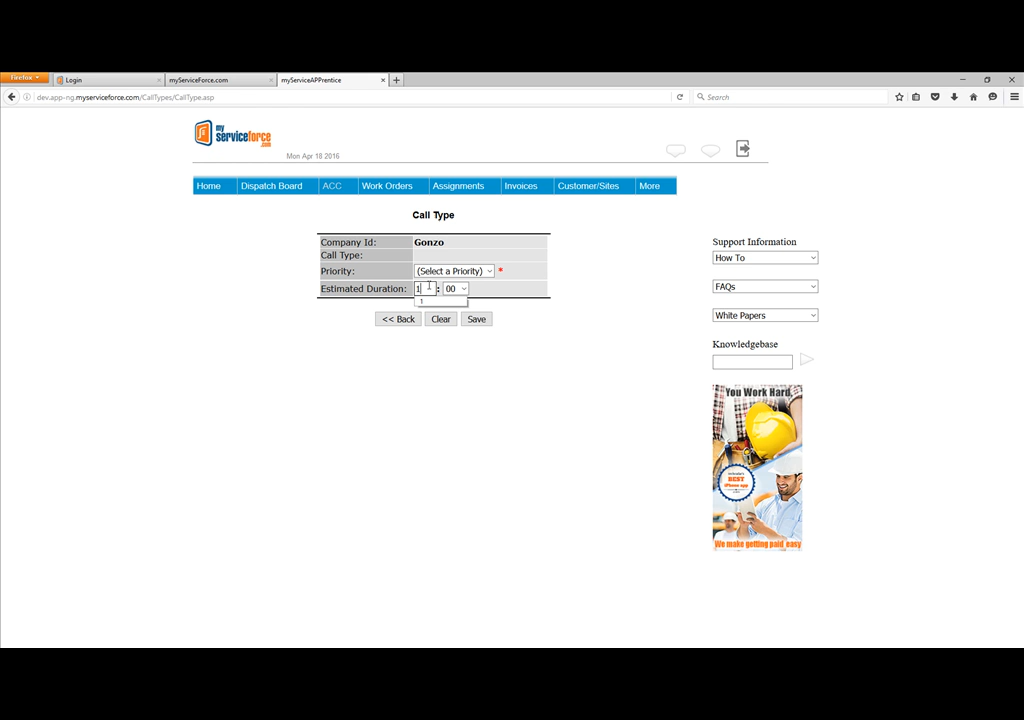 Firefox
Login
myServiceForce.com
myServiceAPPrentice
dev.app-ng.myserviceforce.com/CallTypes/CallType.asp
Search
my
serviceforce
.com
Mon Apr 18 2016
Home
Dispatch Board
ACC
Work Orders
Assignments
Invoices
Customer/Sites
More
Call Type
Company Id: Gonzo
Call Type:
Priority: (Select a Priority) *
Estimated Duration: 1 : 00
1
<< Back
Clear
Save
Support Information
How To
FAQs
White Papers
Knowledgebase
You Work Hard.
BEST
iPhone app
We make getting paid easy